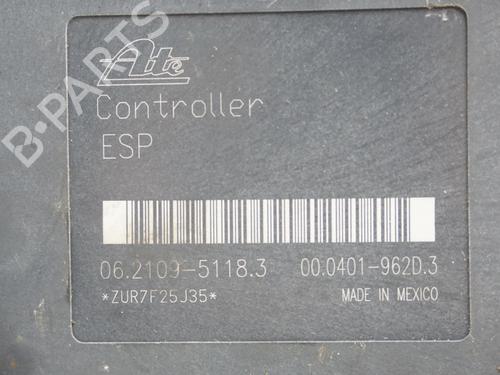 B-PARTS
Ate
Controller
ESP
06.2109-5118.3 00.0401-962D.3
*ZUR7F25J35* MADE IN MEXICO